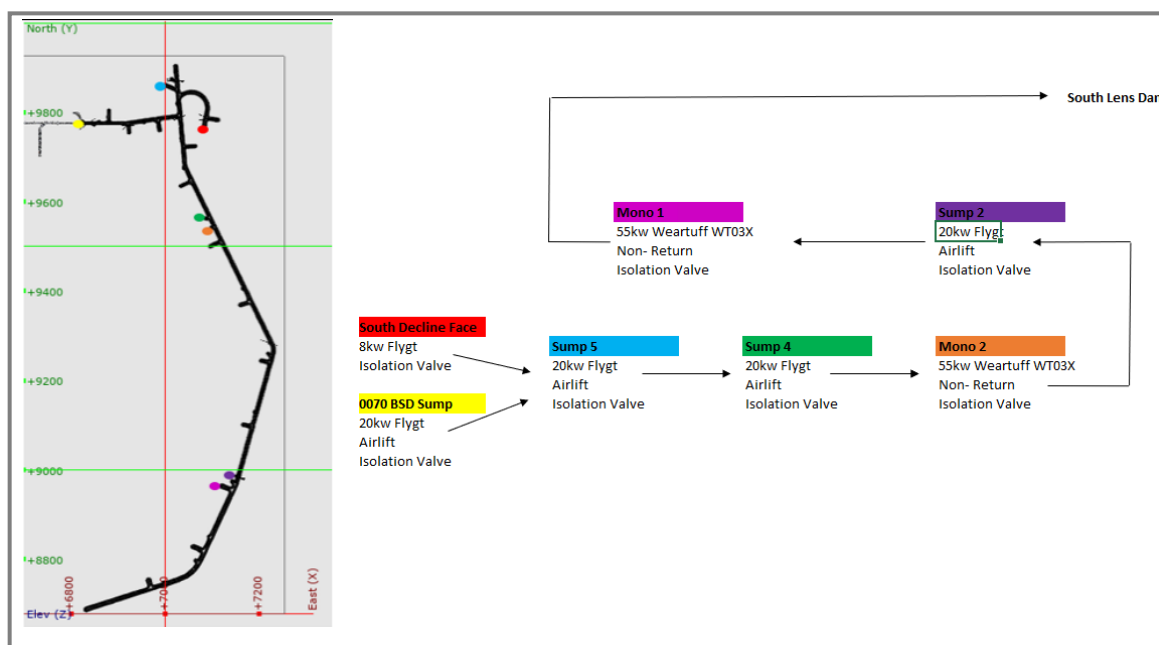 North (Y)
+9800
+9600
+9400
+9200
+9000
+8800
Elev (Z)
+6800
+7000
+7200
East (X)
South Lens Dam
Mono 1
55kw Weartuff WT03X
Non- Return
Isolation Valve
Sump 2
20kw Flygt
Airlift
Isolation Valve
South Decline Face
8kw Flygt
Isolation Valve
0070 BSD Sump
20kw Flygt
Airlift
Isolation Valve
Sump 5
20kw Flygt
Airlift
Isolation Valve
Sump 4
20kw Flygt
Airlift
Isolation Valve
Mono 2
55kw Weartuff WT03X
Non- Return
Isolation Valve